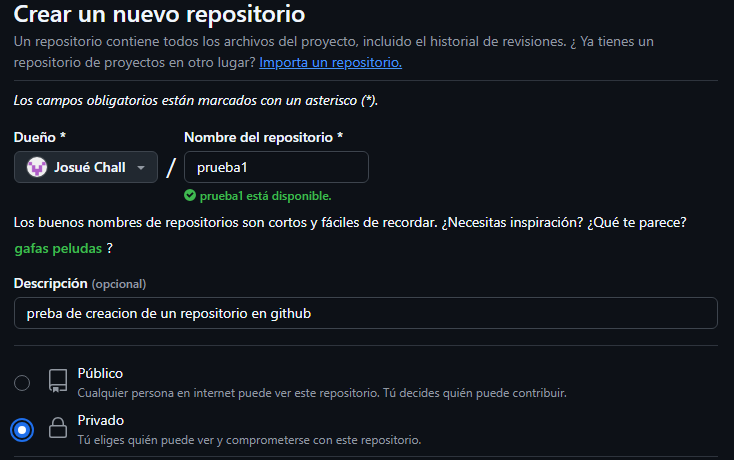 Crear un nuevo repositorio
Un repositorio contiene todos los archivos del proyecto, incluido el historial de revisiones. ¿ Ya tienes un
repositorio de proyectos en otro lugar? Importa un repositorio.
Los campos obligatorios están marcados con un asterisco (*).
Dueño * Nombre del repositorio *
Josué Chall / prueba1
prueba1 está disponible.
Los buenos nombres de repositorios son cortos y fáciles de recordar. ¿Necesitas inspiración? ¿Qué te parece?
gafas peludas ?
Descripción (opcional)
preba de creacion de un repositorio en github
Público
Cualquier persona en internet puede ver este repositorio. Tú decides quién puede contribuir.
Privado
Tú eliges quién puede ver y comprometerse con este repositorio.